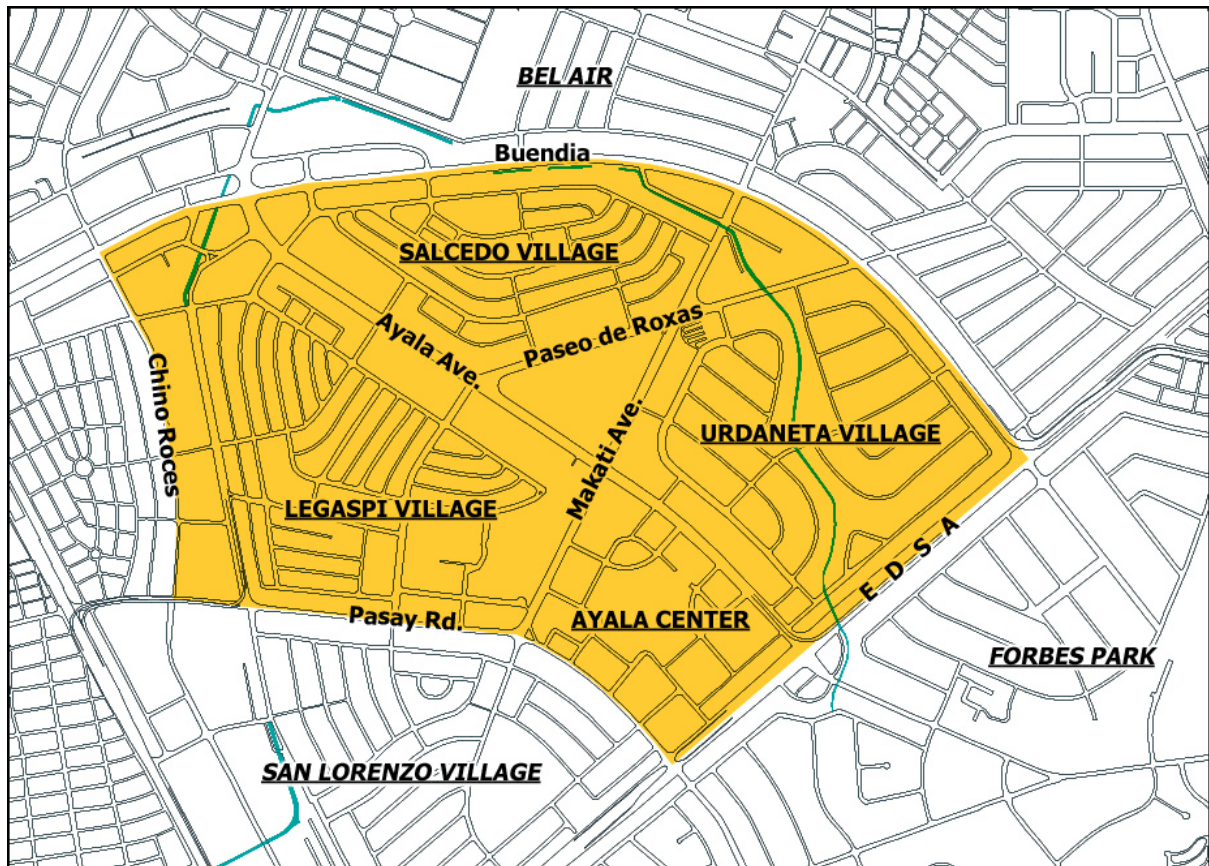 BEL AIR
Buendia
SALCEDO VILLAGE
Ayala Ave.
Paseo de Roxas
Chino Roces
Makati Ave.
URDANETA VILLAGE
LEGASPI VILLAGE
E D S A
Pasay Rd.
AYALA CENTER
FORBES PARK
SAN LORENZO VILLAGE